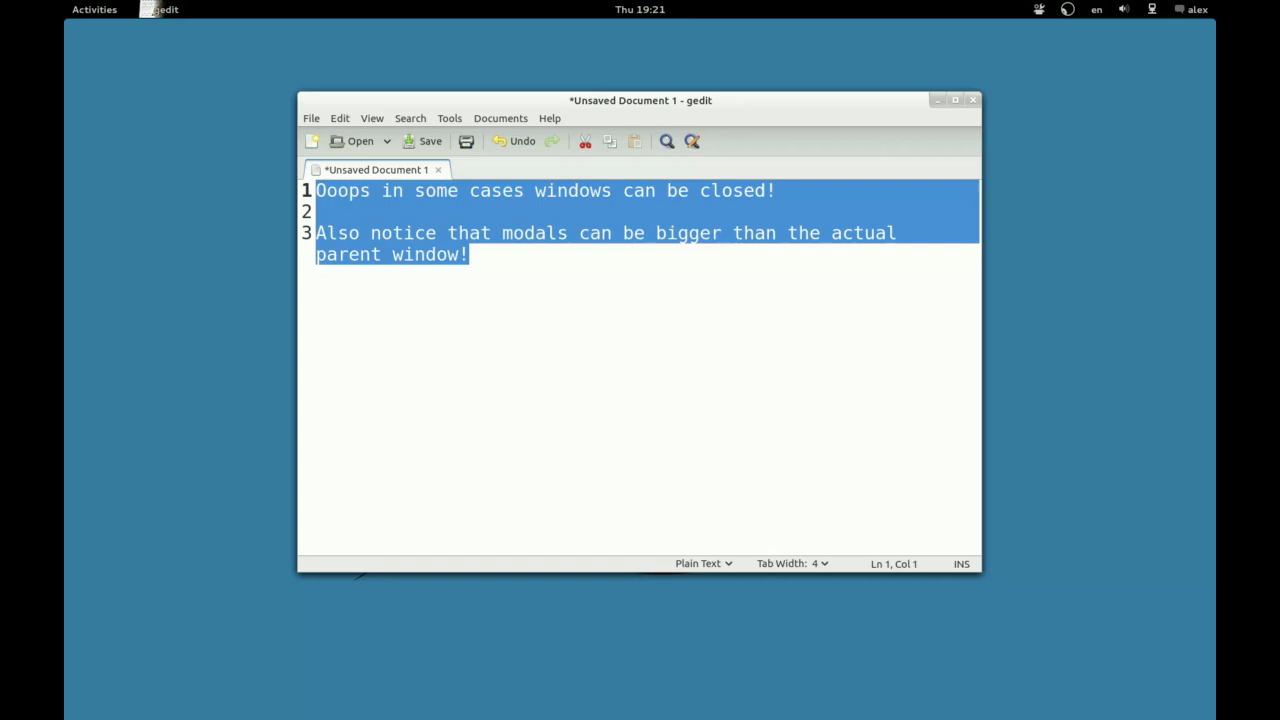 Activities gedit Thu 19:21 en alex
*Unsaved Document 1 - gedit
File Edit View Search Tools Documents Help
Open Save Undo
*Unsaved Document 1
1 Ooops in some cases windows can be closed!
2
3 Also notice that modals can be bigger than the actual
parent window!
Plain Text Tab Width: 4 Ln 1, Col 1 INS